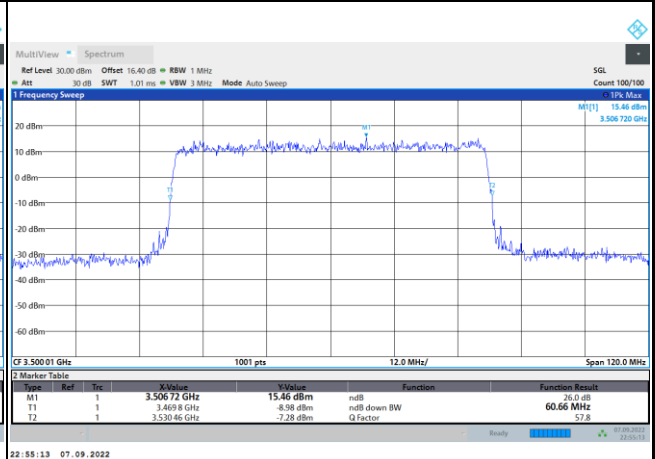 MultiView Spectrum
Ref Level 30.00 dBm Offset 16.40 dB RBW 1 MHz SGL
Att 30 dB SWT 1.01 ms VBW 3 MHz Mode Auto Sweep Count 100/100
1 Frequency Sweep 1Pk Max
M1[1] 15.46 dBm
3.506 720 GHz
20 dBm
M1
10 dBm
0 dBm
T1 T2
-10 dBm
-20 dBm
-30 dBm
-40 dBm
-50 dBm
-60 dBm
CF 3.500 01 GHz 1001 pts 12.0 MHz/ Span 120.0 MHz
2 Marker Table
Type Ref Trc X-Value Y-Value Function Function Result
M1 1 3.506 72 GHz 15.46 dBm ndB 26.0 dB
T1 1 3.469 8 GHz -8.98 dBm ndB down BW 60.66 MHz
T2 1 3.530 46 GHz -7.28 dBm Q Factor 57.8
Ready 07.09.2022
22:55:13
22:55:13 07.09.2022